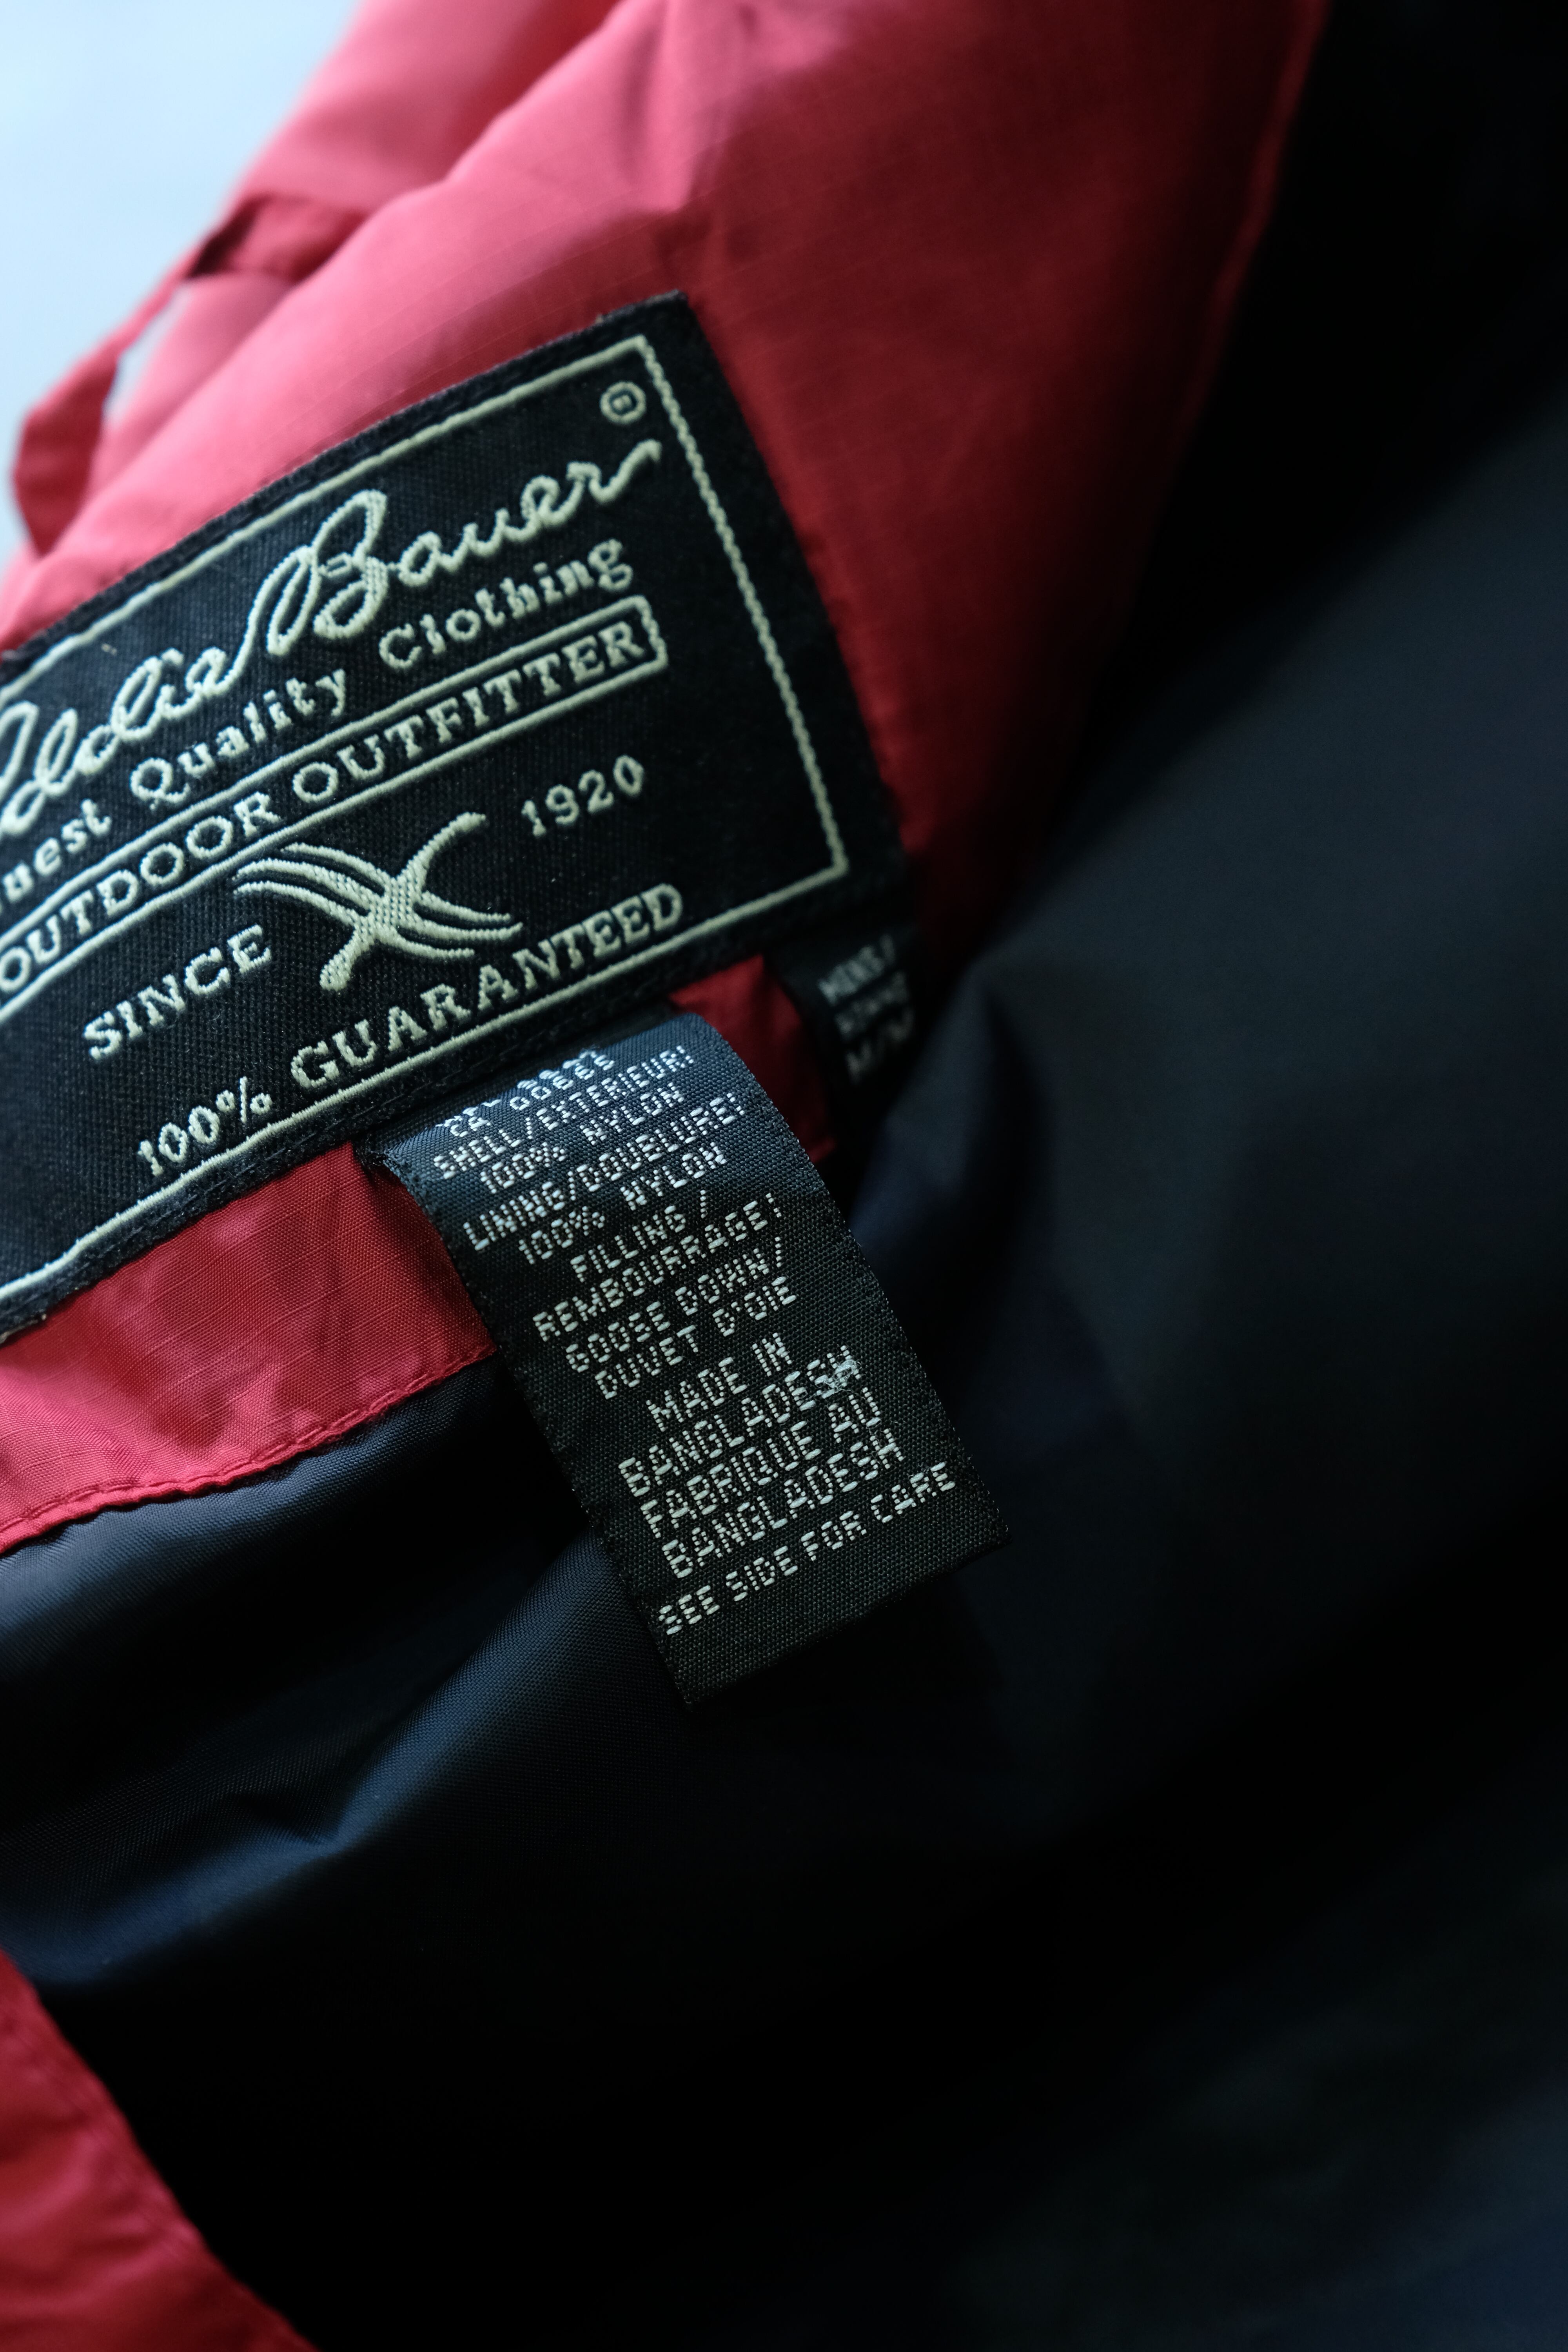 ®
Eddie Bauer
Quality Clothing
OUTDOOR OUTFITTER
SINCE 1920
100% GUARANTEED
M/M
SHELL/EXTERIEUR:
100% NYLON
LINING/DOUBLURE:
100% NYLON
FILLING/
REMBOURRAGE:
GOOSE DOWN/
DUVET D'OIE
MADE IN
BANGLADESH
FABRIQUE AU
BANGLADESH
SEE SIDE FOR CARE